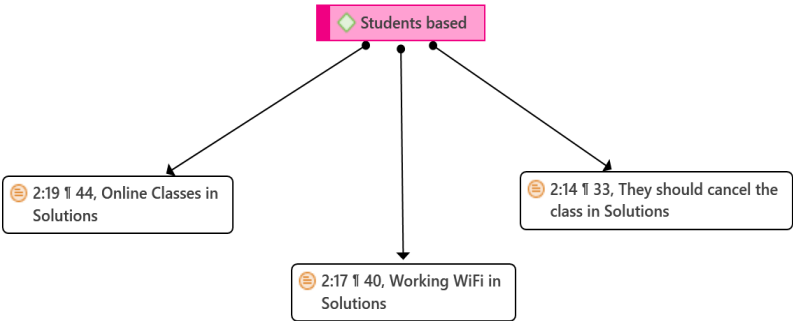 Students based
2:19 ¶ 44, Online Classes in
Solutions
2:14 ¶ 33, They should cancel the
class in Solutions
2:17 ¶ 40, Working WiFi in
Solutions